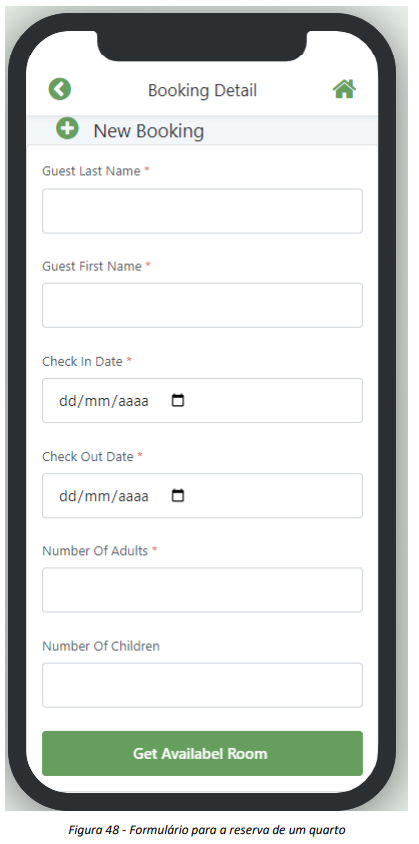 Booking Detail
New Booking
Guest Last Name *
Guest First Name *
Check In Date *
dd/mm/aaaa
Check Out Date *
dd/mm/aaaa
Number Of Adults *
Number Of Children
Get Availabel Room
Figura 48 - Formulário para a reserva de um quarto